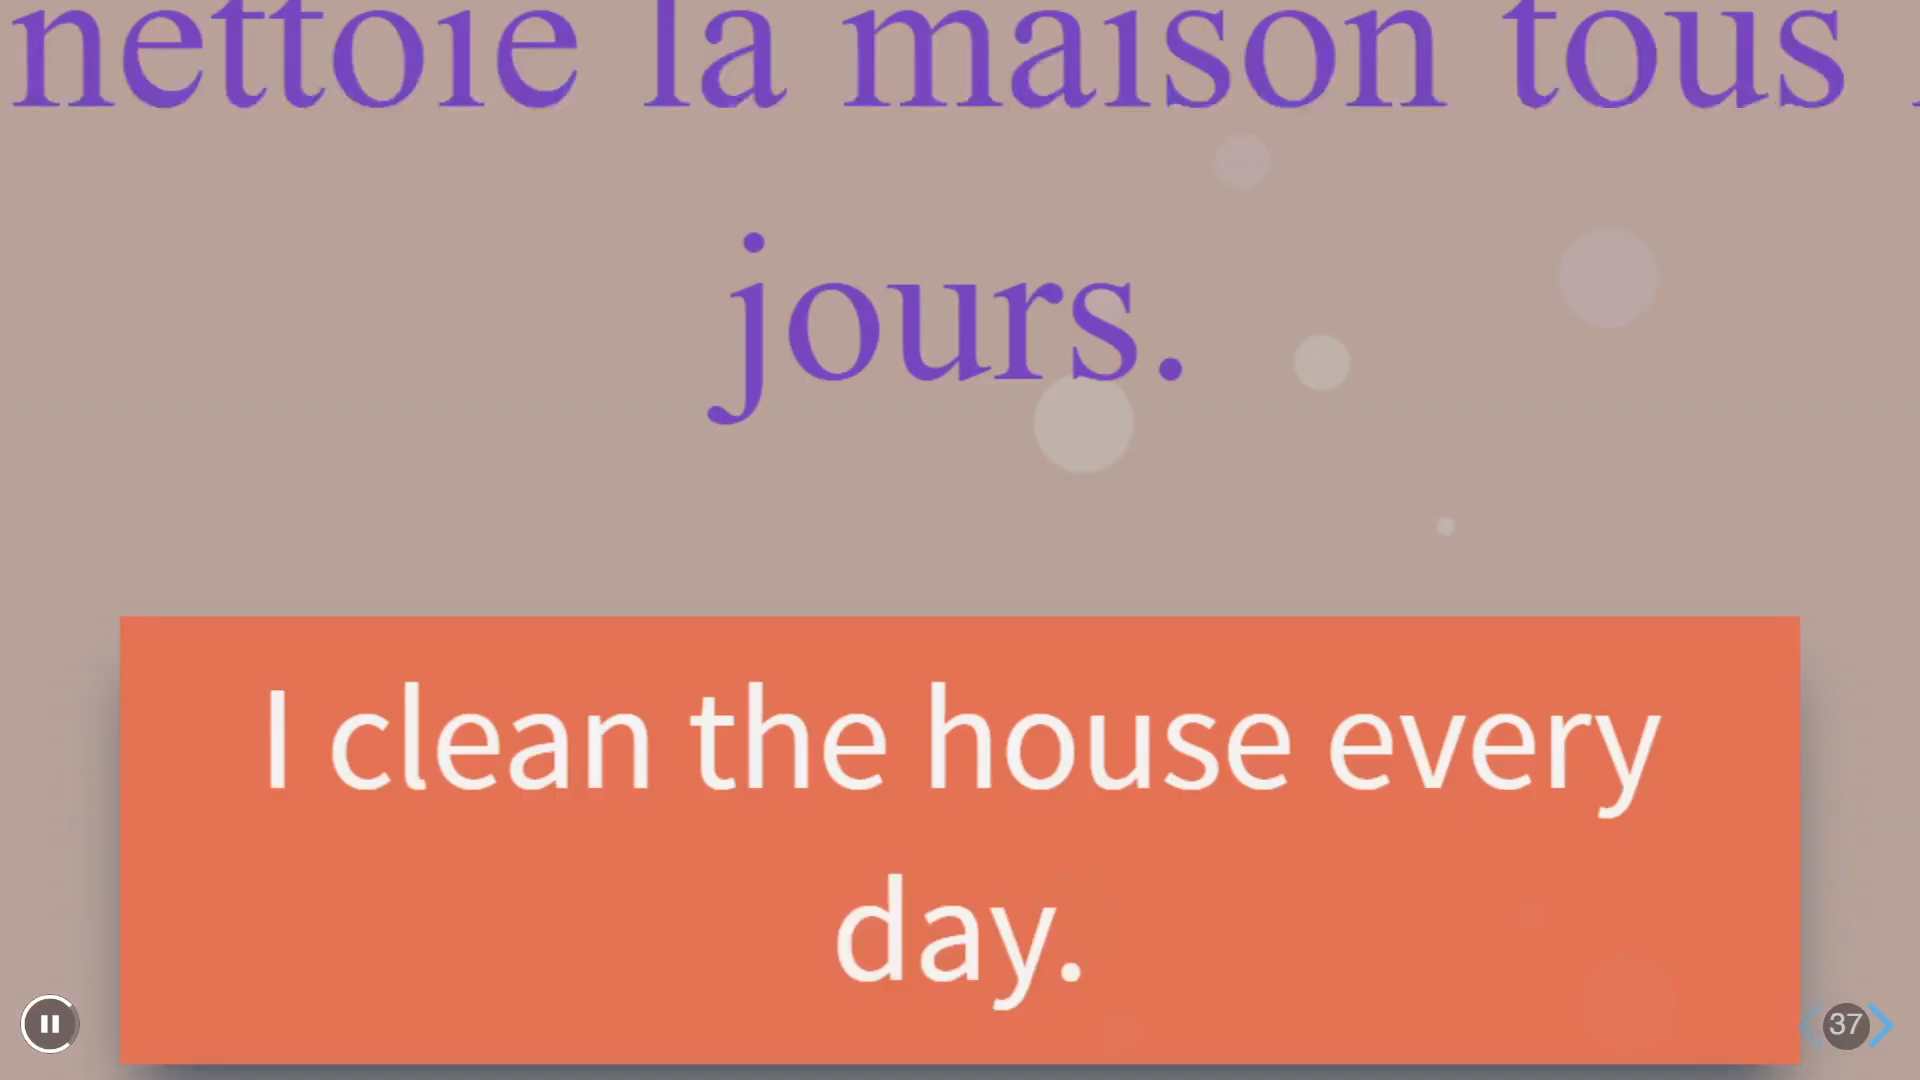 nettoie la maison tous
jours.
I clean the house every
day.
37